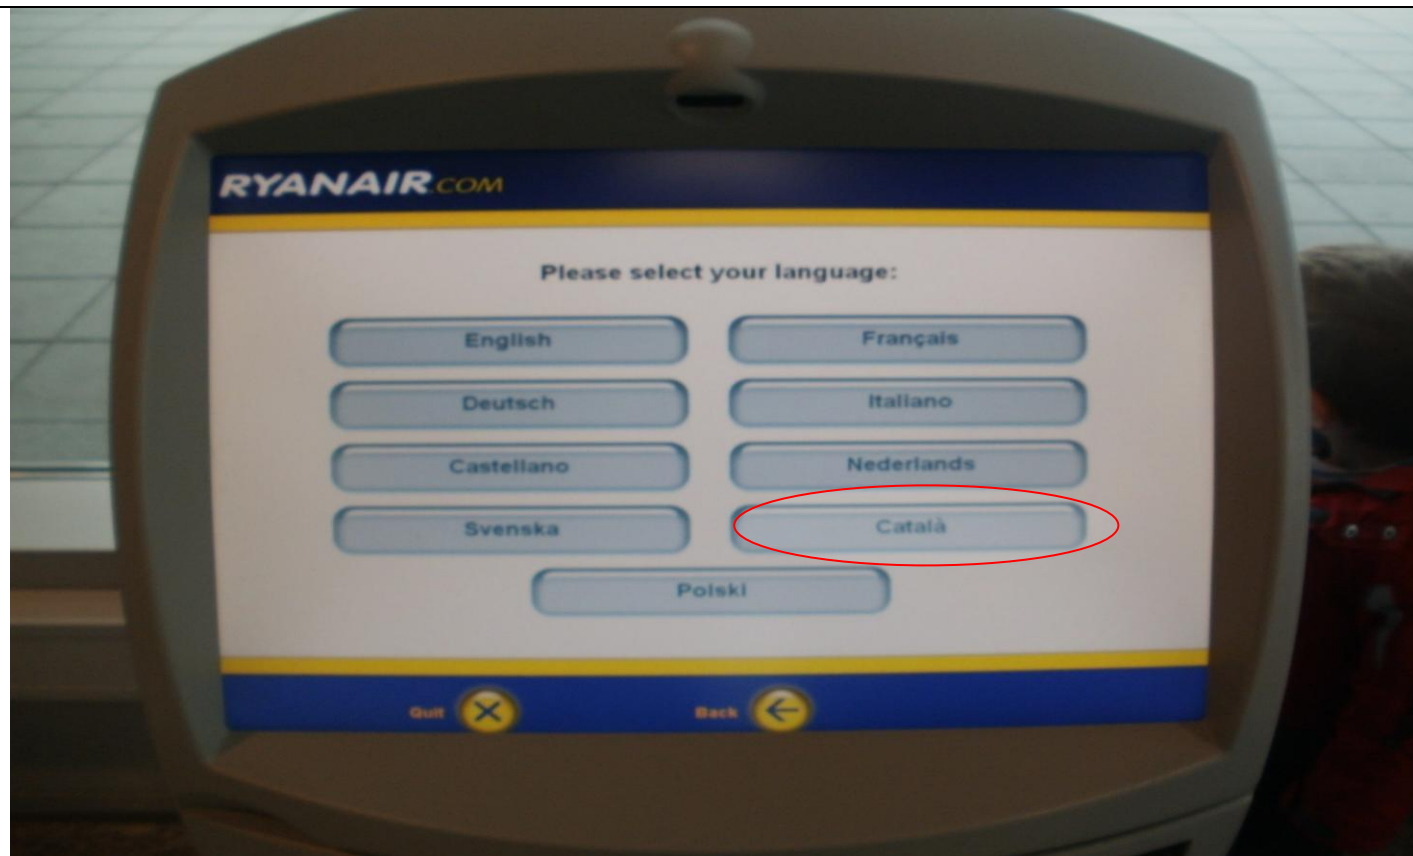 RYANAIR.COM
Please select your language:
English
Français
Deutsch
Italiano
Castellano
Nederlands
Svenska
Català
Polski
Quit
Back